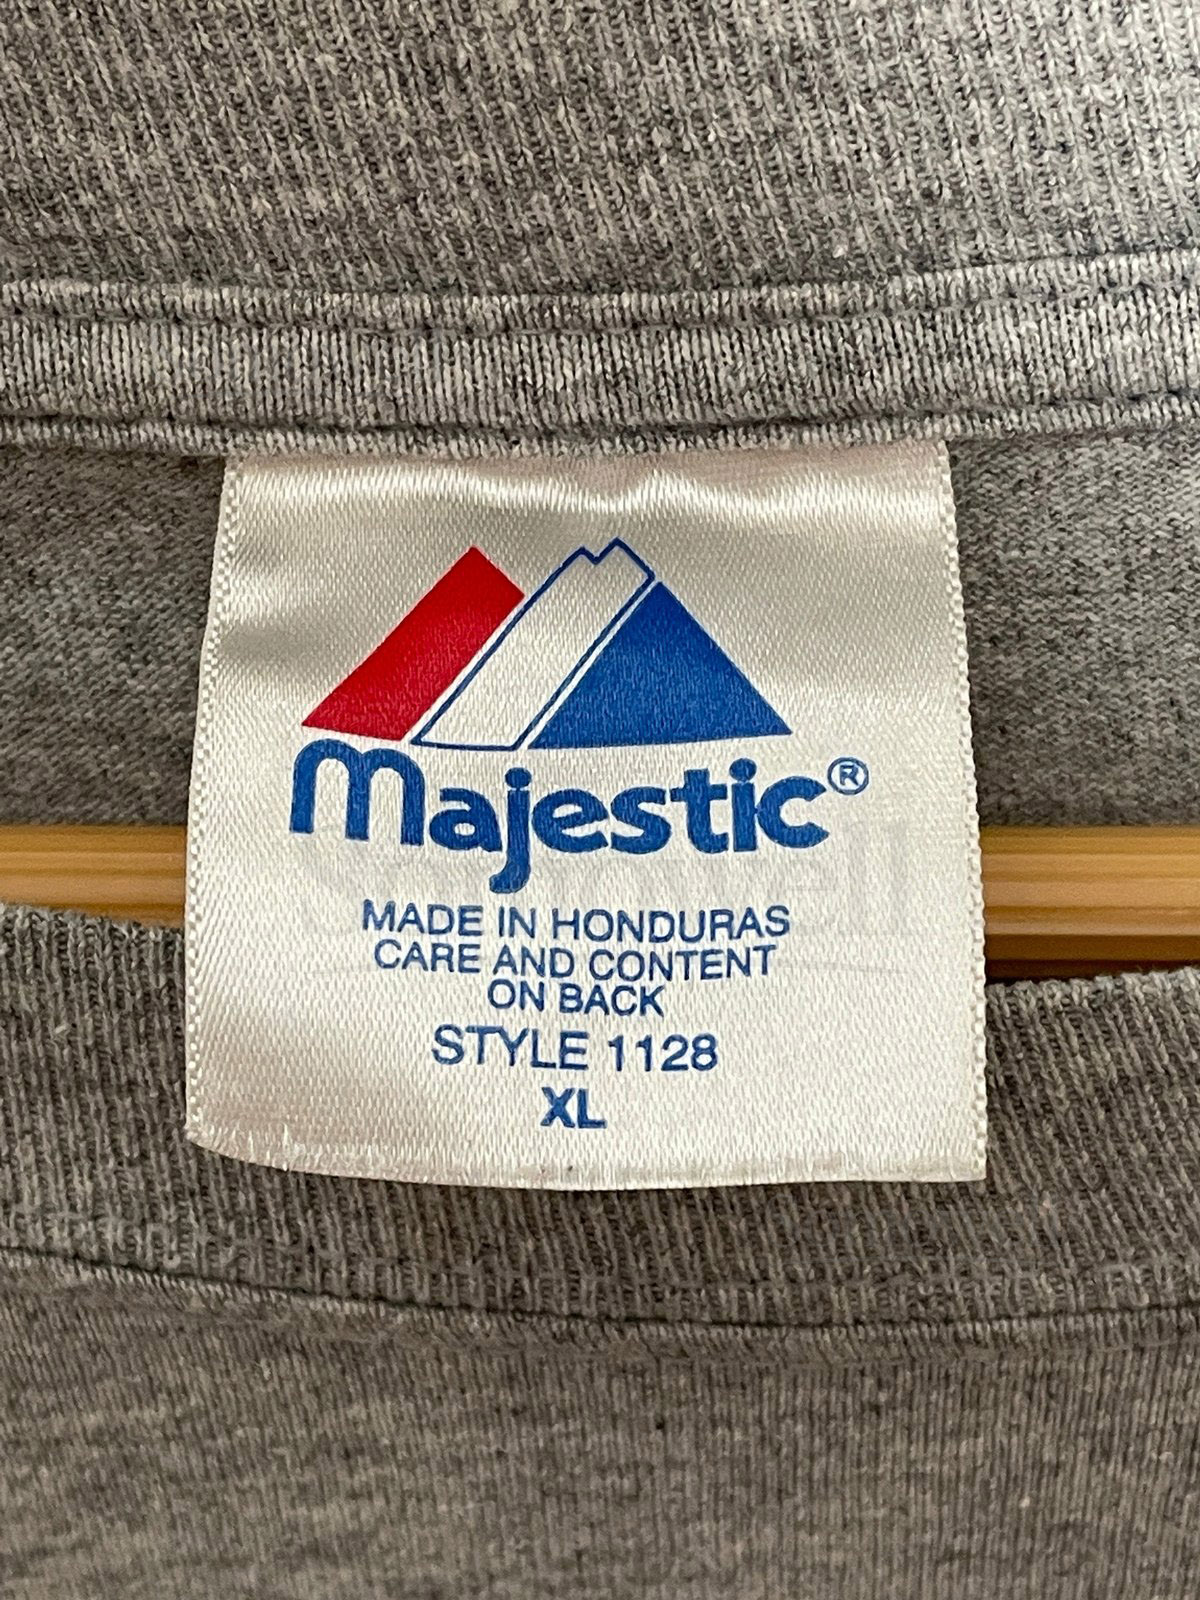 Majestic®
MADE IN HONDURAS
CARE AND CONTENT
ON BACK
STYLE 1128
XL